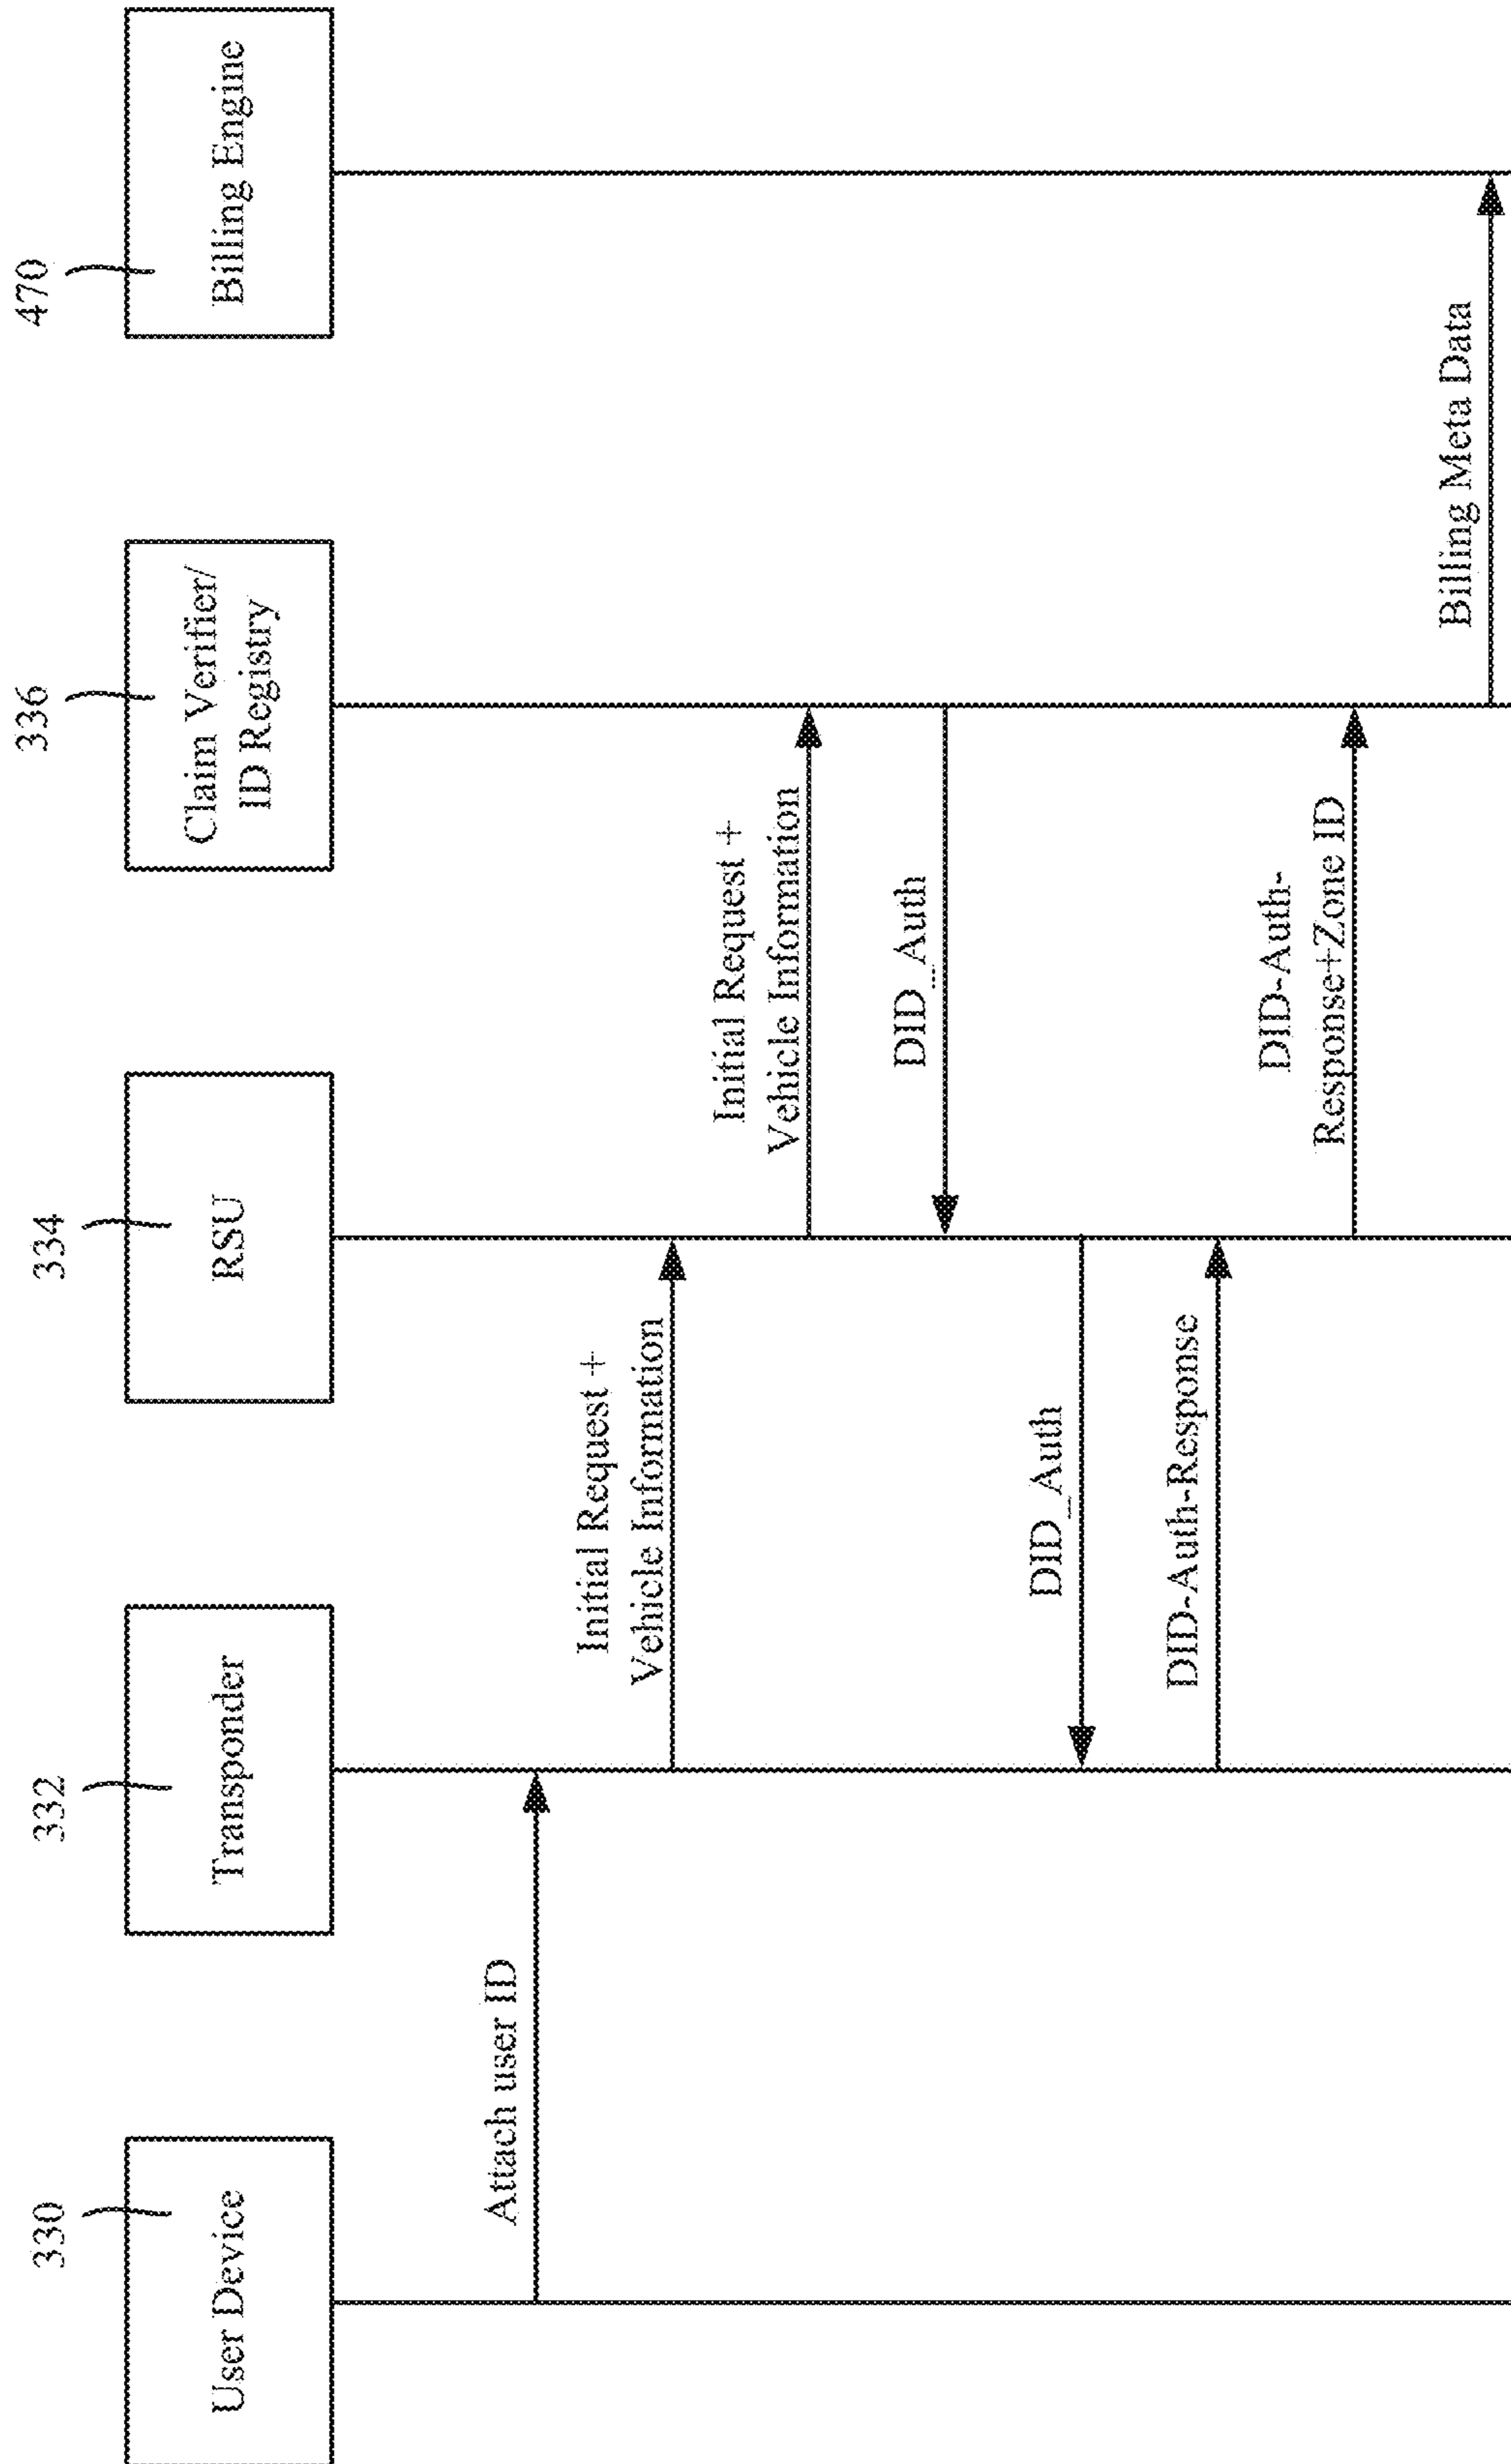 330
User Device
332
Transponder
334
RSU
336
Claim Verifier/
ID Registry
470
Billing Engine
Attach user ID
Initial Request +
Vehicle Information
Initial Request +
Vehicle Information
DID_Auth
DID_Auth
DID-Auth-Response
DID-Auth-
Response+Zone ID
Billing Meta Data